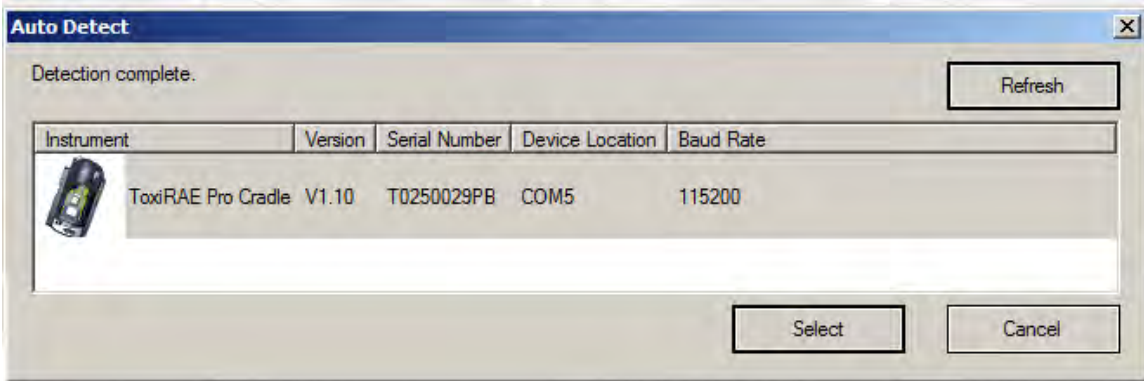 Auto Detect
Detection complete.
Refresh
Instrument Version Serial Number Device Location Baud Rate
ToxiRAE Pro Cradle V1.10 T0250029PB COM5 115200
Select Cancel